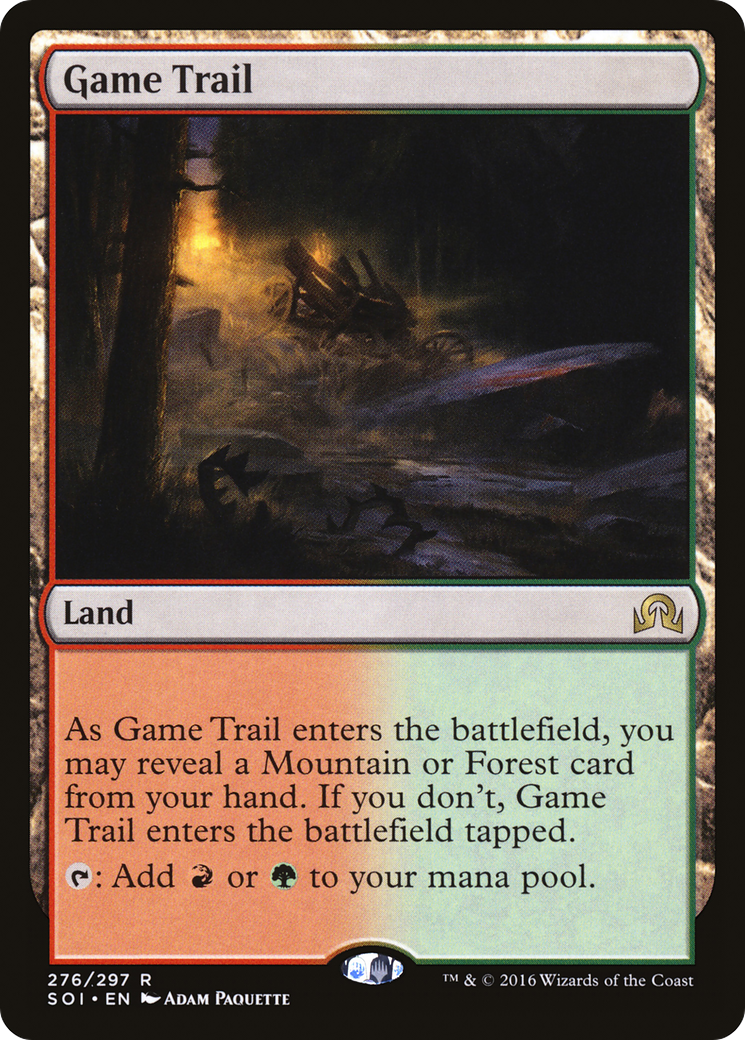 Game Trail
Land
As Game Trail enters the battlefield, you
may reveal a Mountain or Forest card
from your hand. If you don't, Game
Trail enters the battlefield tapped.
: Add or to your mana pool.
276/297 R
SOI • EN Adam Paquette
™ & © 2016 Wizards of the Coast